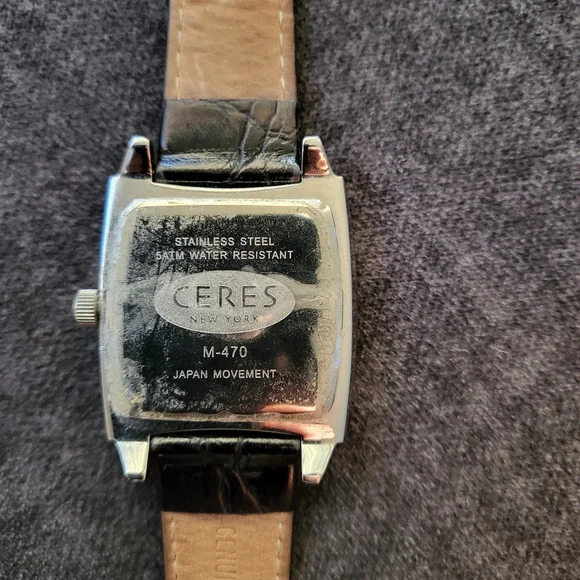 STAINLESS STEEL
5ATM WATER RESISTANT
CERES
NEW YORK
M-470
JAPAN MOVEMENT